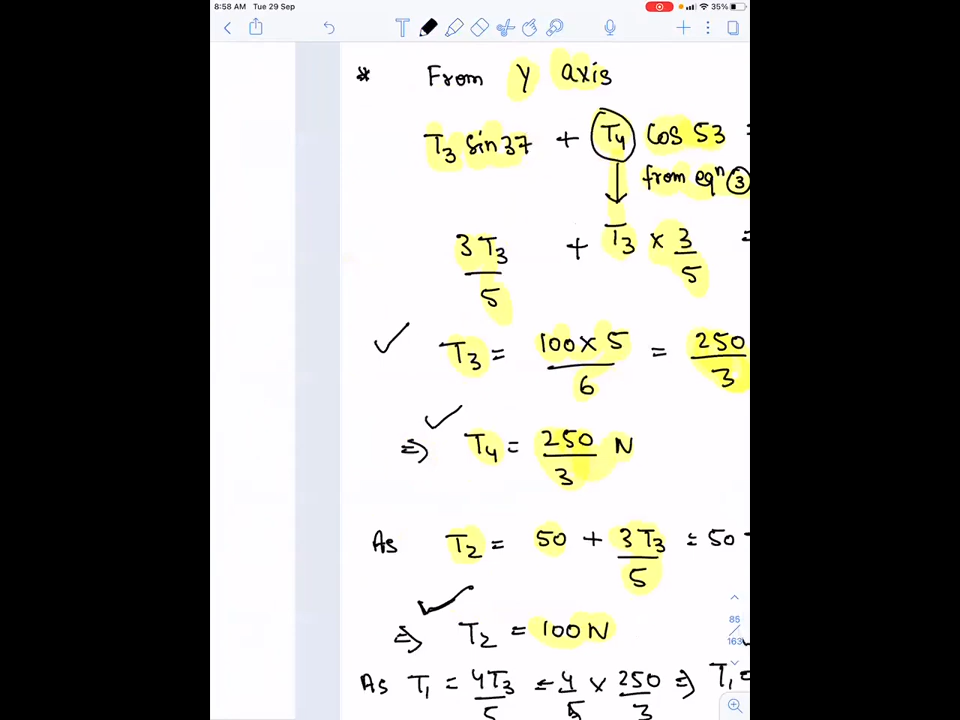 8:58 AM Tue 29 Sep 35%
* From y axis
T3 sin 37 + T4 cos 53 =
from eqn ③
3T3/5 + T3 × 3/5 =
T3 = 100 × 5/6 = 250/3
⇒ T4 = 250/3 N
As T2 = 50 + 3T3/5 = 50
⇒ T2 = 100 N
As T1 = 4T3/5 = 4/5 × 250/3 ⇒ T1 =
85/163